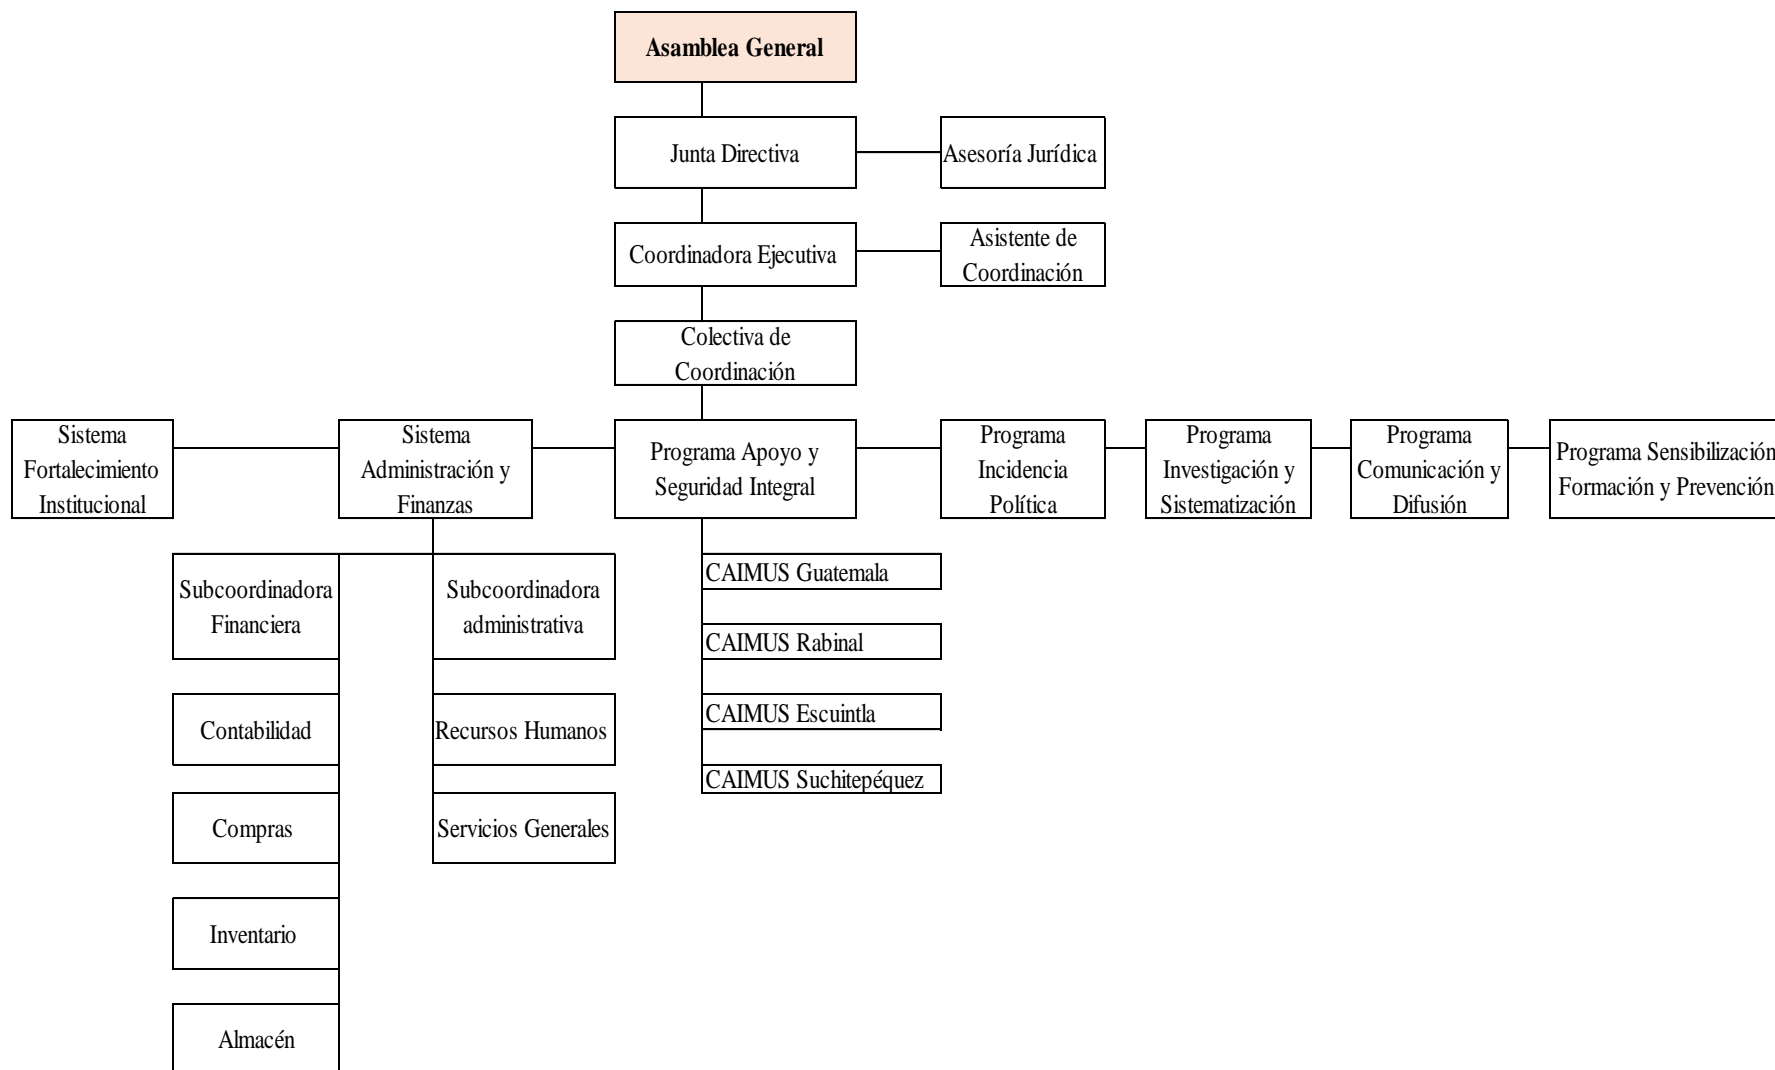 Asamblea General
Junta Directiva
Asesoría Jurídica
Coordinadora Ejecutiva
Asistente de
Coordinación
Colectiva de
Coordinación
Sistema
Fortalecimiento
Institucional
Sistema
Administración y
Finanzas
Programa Apoyo y
Seguridad Integral
Programa
Incidencia
Política
Programa
Investigación y
Sistematización
Programa
Comunicación y
Difusión
Programa Sensibilización
Formación y Prevención
Subcoordinadora
Financiera
Subcoordinadora
administrativa
CAIMUS Guatemala
CAIMUS Rabinal
Contabilidad
Recursos Humanos
CAIMUS Escuintla
CAIMUS Suchitepéquez
Compras
Servicios Generales
Inventario
Almacén